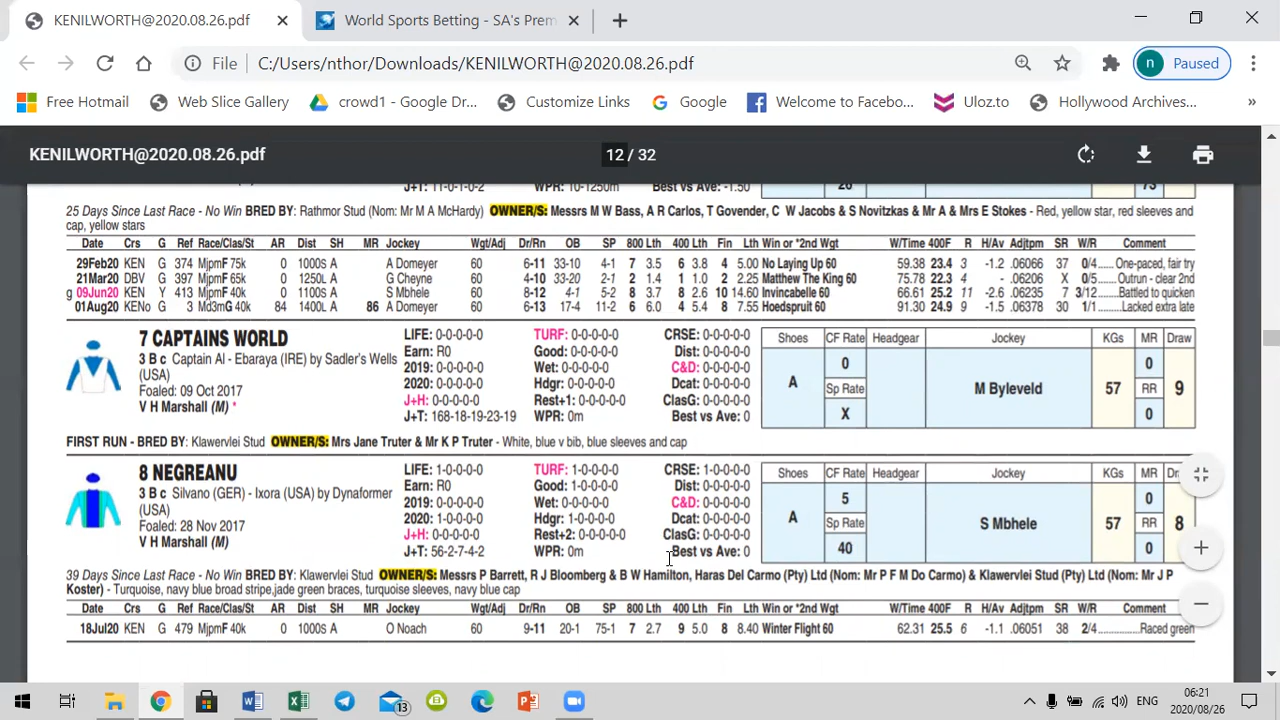 KENILWORTH@2020.08.26.pdf
World Sports Betting - SA's Prem
File C:/Users/nthor/Downloads/KENILWORTH@2020.08.26.pdf n Paused
Free Hotmail Web Slice Gallery crowd1 - Google Dr... Customize Links Google Welcome to Faceb... Uloz.to Hollywood Archives... »
KENILWORTH@2020.08.26.pdf 12 / 32
J+T: 11-0-1-0-2 WPR: 10-1250m Best vs Ave: -1.50 26 73
25 Days Since Last Race - No Win BRED BY: Rathmor Stud (Nom: Mr M A McHardy) OWNER/S: Messrs M W Bass, A R Carlos, T Govender, C W Jacobs & S Novitzkas & Mr A & Mrs E Stokes - Red, yellow star, red sleeves and
cap, yellow stars
Date Crs G Ref Race/Clas/St AR Dist SH MR Jockey Wgt/Adj Dr/Rn OB SP 800 Lth 400 Lth Fin Lth Win or *2nd Wgt W/Time 400F R H/Av Adjtpm SR W/R Comment
29Feb20 KEN G 374 MjpmF 75k 0 1000S A A Domeyer 60 6-11 33-10 4-1 7 3.5 6 3.8 4 5.00 No Laying Up 60 59.38 23.4 3 -1.2 .06206 37 0/4 One-paced, fair try
21Mar20 DBV G 397 MjpmF 75k 0 1250L A G Cheyne 60 4-10 33-20 2-1 2 1.4 1 1.0 2 2.25 Matthew The King 60 75.78 22.3 4 - .06066 X 0/5 Outrun - clear 2nd
g 09Jun20 KEN Y 413 MjpmF 40k 0 1100S A S Mbhele 60 8-12 4-1 5-2 8 3.7 8 2.6 10 14.60 Invincabelle 60 66.61 25.2 11 -2.6 .06235 7 3/12 Battled to quicken
01Aug20 KENo G 3 Md3mG 40k 84 1400L A 86 A Domeyer 60 6-13 17-4 11-2 6 6.0 4 5.4 8 7.55 Hoedspruit 60 91.30 24.9 9 -1.5 .06378 30 1/1 Lacked extra late
7 CAPTAINS WORLD
3 B c Captain Al - Ebaraya (IRE) by Sadler's Wells
(USA)
Foaled: 09 Oct 2017
V H Marshall (M) *
LIFE: 0-0-0-0-0 TURF: 0-0-0-0-0 CRSE: 0-0-0-0-0
Earn: R0 Good: 0-0-0-0-0 Dist: 0-0-0-0-0
2019: 0-0-0-0-0 Wet: 0-0-0-0-0 C&D: 0-0-0-0-0
2020: 0-0-0-0-0 Hdgr: 0-0-0-0-0 Dcat: 0-0-0-0-0
J+H: 0-0-0-0-0 Rest+1: 0-0-0-0-0 ClasG: 0-0-0-0-0
J+T: 168-18-19-23-19 WPR: 0m Best vs Ave: 0
Shoes CF Rate Headgear Jockey KGs MR Draw
0 0
A Sp Rate M Byleveld 57 RR 9
X 0
FIRST RUN - BRED BY: Klawervlei Stud OWNER/S: Mrs Jane Truter & Mr K P Truter - White, blue v bib, blue sleeves and cap
8 NEGREANU
3 B c Silvano (GER) - Ixora (USA) by Dynaformer
(USA)
Foaled: 28 Nov 2017
V H Marshall (M)
LIFE: 1-0-0-0-0 TURF: 1-0-0-0-0 CRSE: 1-0-0-0-0
Earn: R0 Good: 1-0-0-0-0 Dist: 0-0-0-0-0
2019: 0-0-0-0-0 Wet: 0-0-0-0-0 C&D: 0-0-0-0-0
2020: 1-0-0-0-0 Hdgr: 1-0-0-0-0 Dcat: 0-0-0-0-0
J+H: 0-0-0-0-0 Rest+2: 0-0-0-0-0 ClasG: 0-0-0-0-0
J+T: 56-2-7-4-2 WPR: 0m Best vs Ave: 0
Shoes CF Rate Headgear Jockey KGs MR
5 0
A Sp Rate S Mbhele 57 RR 8
40 0
39 Days Since Last Race - No Win BRED BY: Klawervlei Stud OWNER/S: Messrs P Barrett, R J Bloomberg & B W Hamilton, Haras Del Carmo (Pty) Ltd (Nom: Mr P F M Do Carmo) & Klawervlei Stud (Pty) Ltd (Nom: Mr J P
Koster) - Turquoise, navy blue broad stripe,jade green braces, turquoise sleeves, navy blue cap
Date Crs G Ref Race/Clas/St AR Dist SH MR Jockey Wgt/Adj Dr/Rn OB SP 800 Lth 400 Lth Fin Lth Win or *2nd Wgt W/Time 400F R H/Av Adjtpm SR W/R Comment
18Jul20 KEN G 479 MjpmF 40k 0 1000S A O Noach 60 9-11 20-1 75-1 7 2.7 9 5.0 8 8.40 Winter Flight 60 62.31 25.5 6 -1.1 .06051 38 2/4 ..............Raced green
13 ENG 06:21
2020/08/26